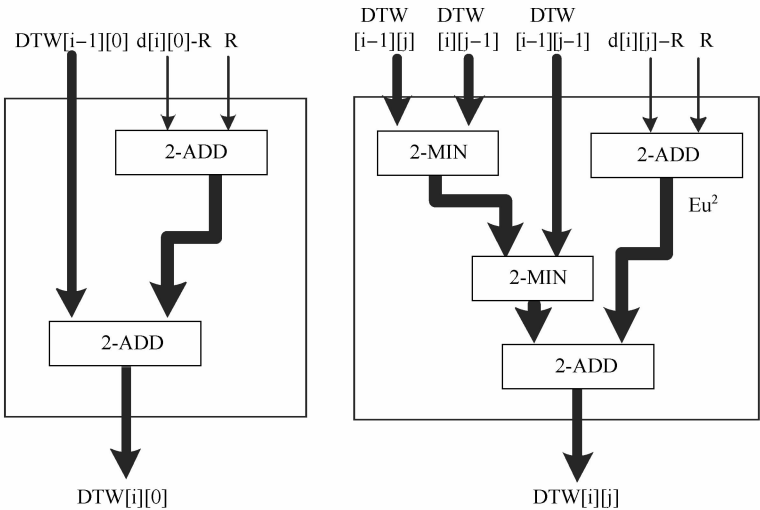 DTW[i−1][0] d[i][0]-R R
2-ADD
2-ADD
DTW[i][0]
DTW DTW DTW
[i−1][j] [i][j−1] [i−1][j−1] d[i][j]−R R
2-MIN 2-ADD
Eu²
2-MIN
2-ADD
DTW[i][j]